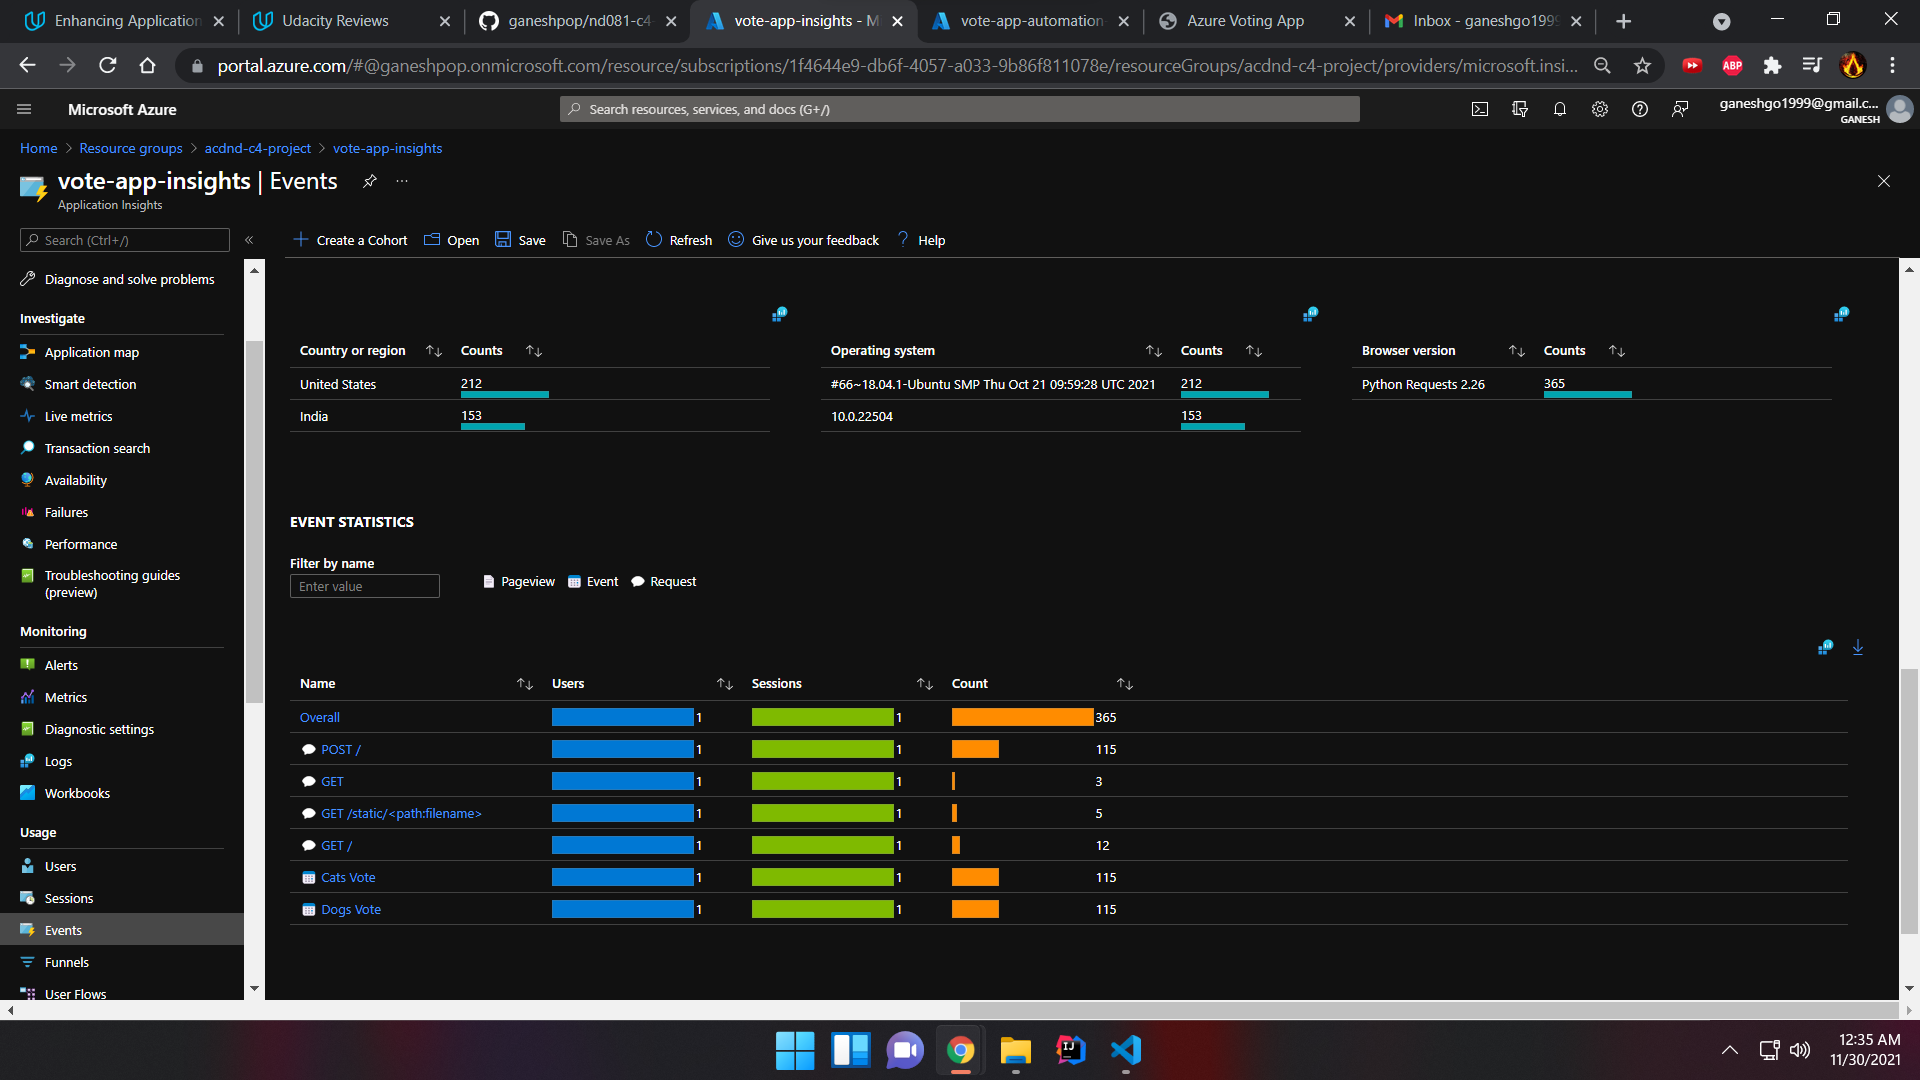 Enhancing Application
Udacity Reviews
ganeshpop/nd081-c4-
vote-app-insights - M
vote-app-automation-
Azure Voting App
Inbox - ganeshgo1999
portal.azure.com/#@ganeshpop.onmicrosoft.com/resource/subscriptions/1f4644e9-db6f-4057-a033-9b86f811078e/resourceGroups/acdnd-c4-project/providers/microsoft.insi...
ABP
Microsoft Azure
Search resources, services, and docs (G+/)
ganeshgo1999@gmail.c...
GANESH
Home > Resource groups > acdnd-c4-project > vote-app-insights
vote-app-insights | Events
Application Insights
Search (Ctrl+/)
Create a Cohort
Open
Save
Save As
Refresh
Give us your feedback
Help
Diagnose and solve problems
Investigate
Application map
Smart detection
Live metrics
Transaction search
Availability
Failures
Performance
Troubleshooting guides
(preview)
Monitoring
Alerts
Metrics
Diagnostic settings
Logs
Workbooks
Usage
Users
Sessions
Events
Funnels
User Flows
Country or region Counts
United States 212
India 153
Operating system Counts
#66~18.04.1-Ubuntu SMP Thu Oct 21 09:59:28 UTC 2021 212
10.0.22504 153
Browser version Counts
Python Requests 2.26 365
EVENT STATISTICS
Filter by name
Enter value
Pageview Event Request
Name Users Sessions Count
Overall 1 1 365
POST / 1 1 115
GET 1 1 3
GET /static/<path:filename> 1 1 5
GET / 1 1 12
Cats Vote 1 1 115
Dogs Vote 1 1 115
12:35 AM
11/30/2021